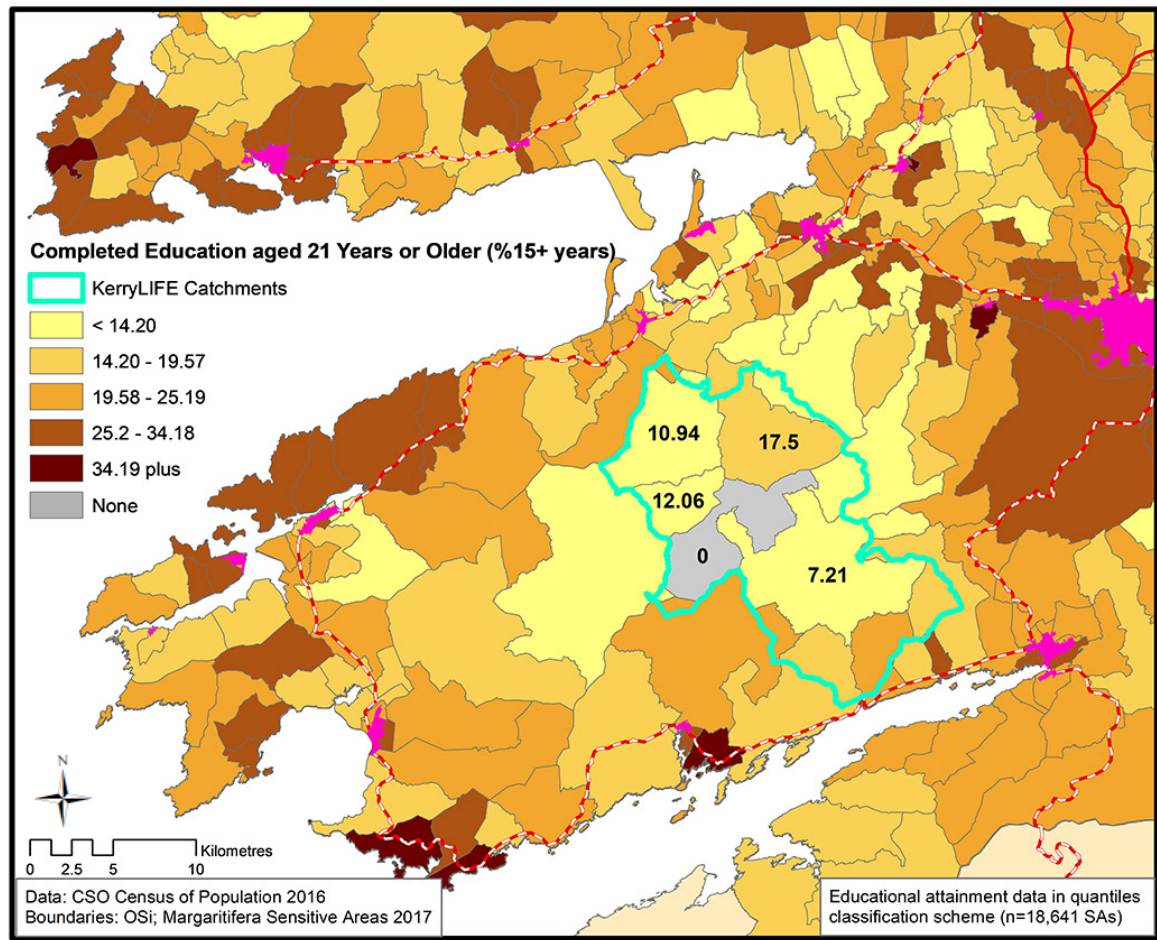 Completed Education aged 21 Years or Older (%15+ years)
KerryLIFE Catchments
< 14.20
14.20 - 19.57
19.58 - 25.19
25.2 - 34.18
34.19 plus
None
10.94
17.5
12.06
0
7.21
N
0 2.5 5 10
Kilometres
Data: CSO Census of Population 2016
Boundaries: OSi; Margaritifera Sensitive Areas 2017
Educational attainment data in quantiles
classification scheme (n=18,641 SAs)